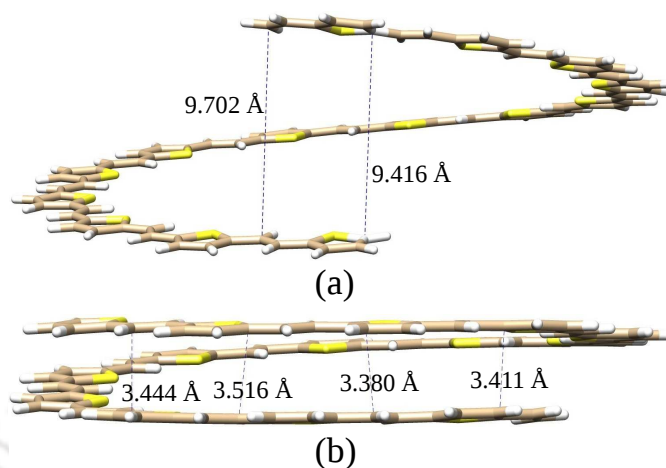 9.702 Å
9.416 Å
(a)
3.444 Å
3.516 Å
3.380 Å
3.411 Å
(b)